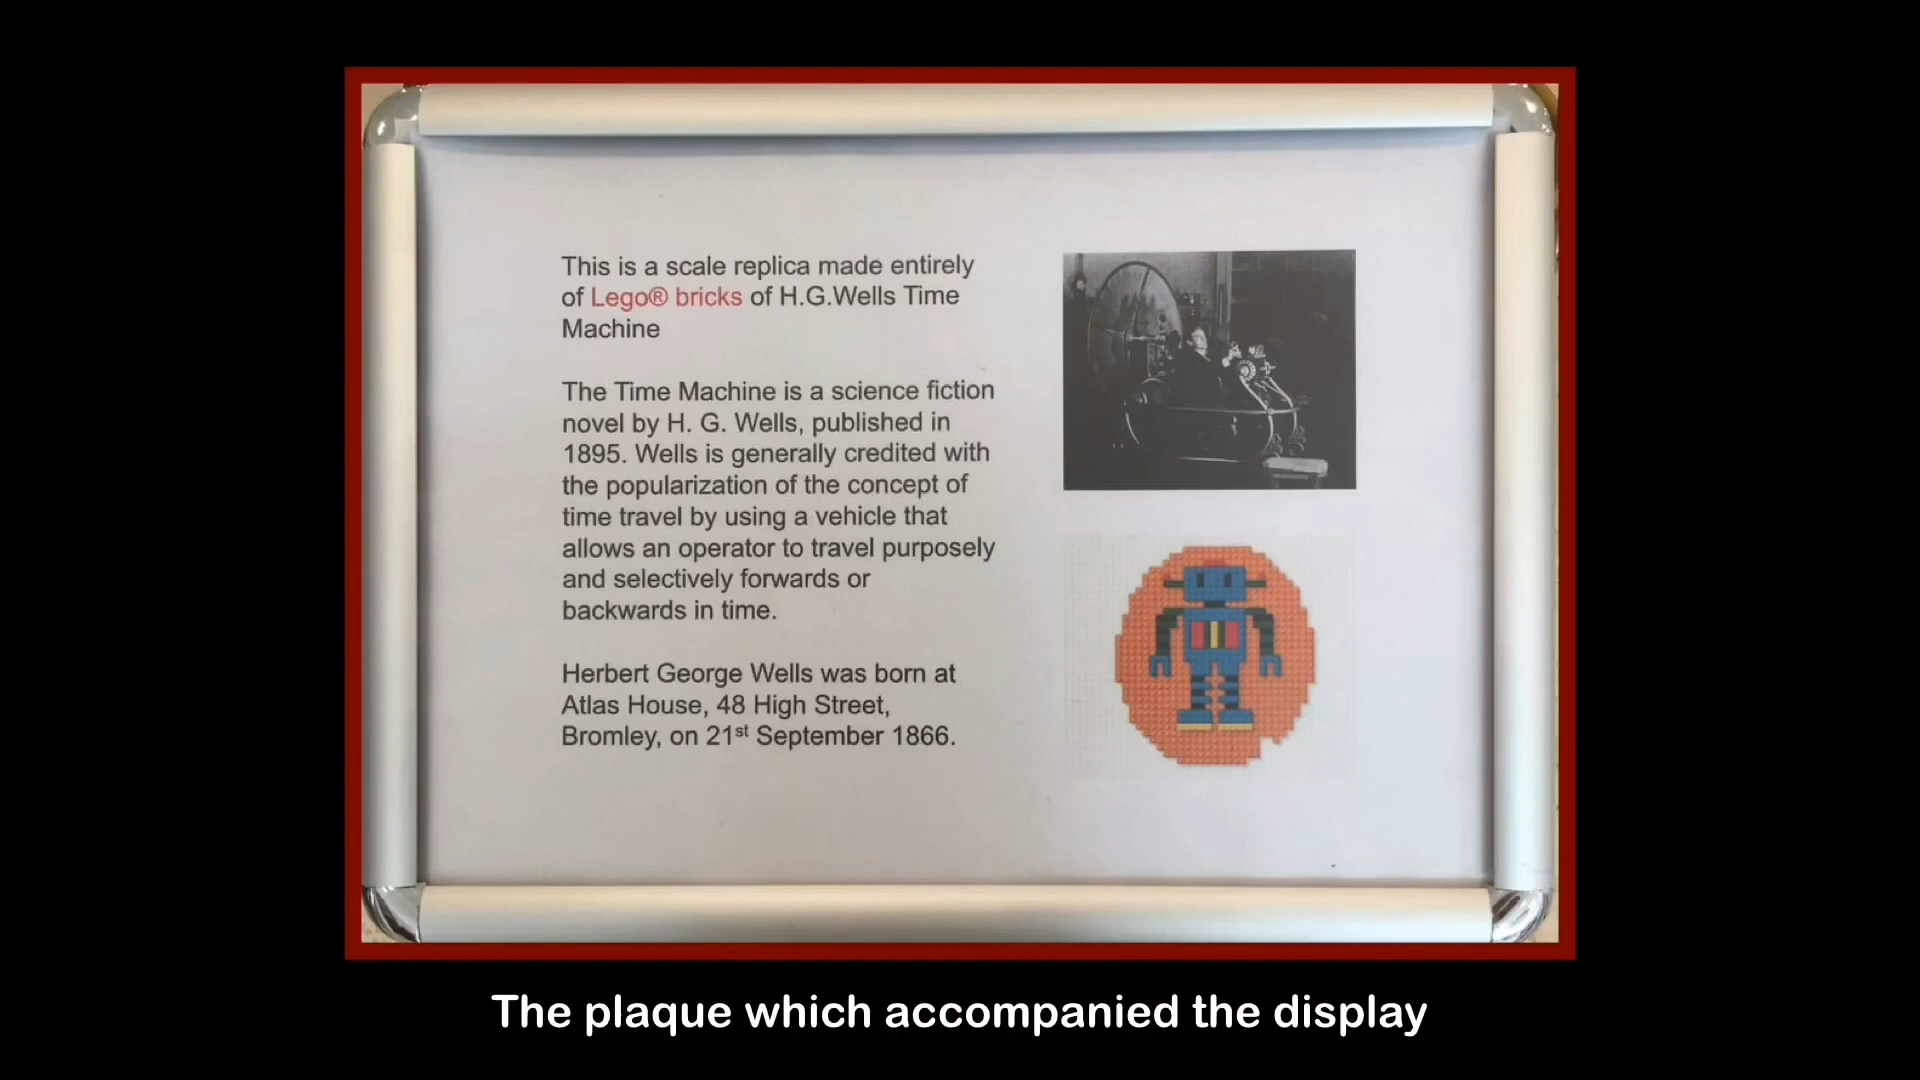 This is a scale replica made entirely
of Lego® bricks of H.G.Wells Time
Machine
The Time Machine is a science fiction
novel by H. G. Wells, published in
1895. Wells is generally credited with
the popularization of the concept of
time travel by using a vehicle that
allows an operator to travel purposely
and selectively forwards or
backwards in time.
Herbert George Wells was born at
Atlas House, 48 High Street,
Bromley, on 21st September 1866.
The plaque which accompanied the display